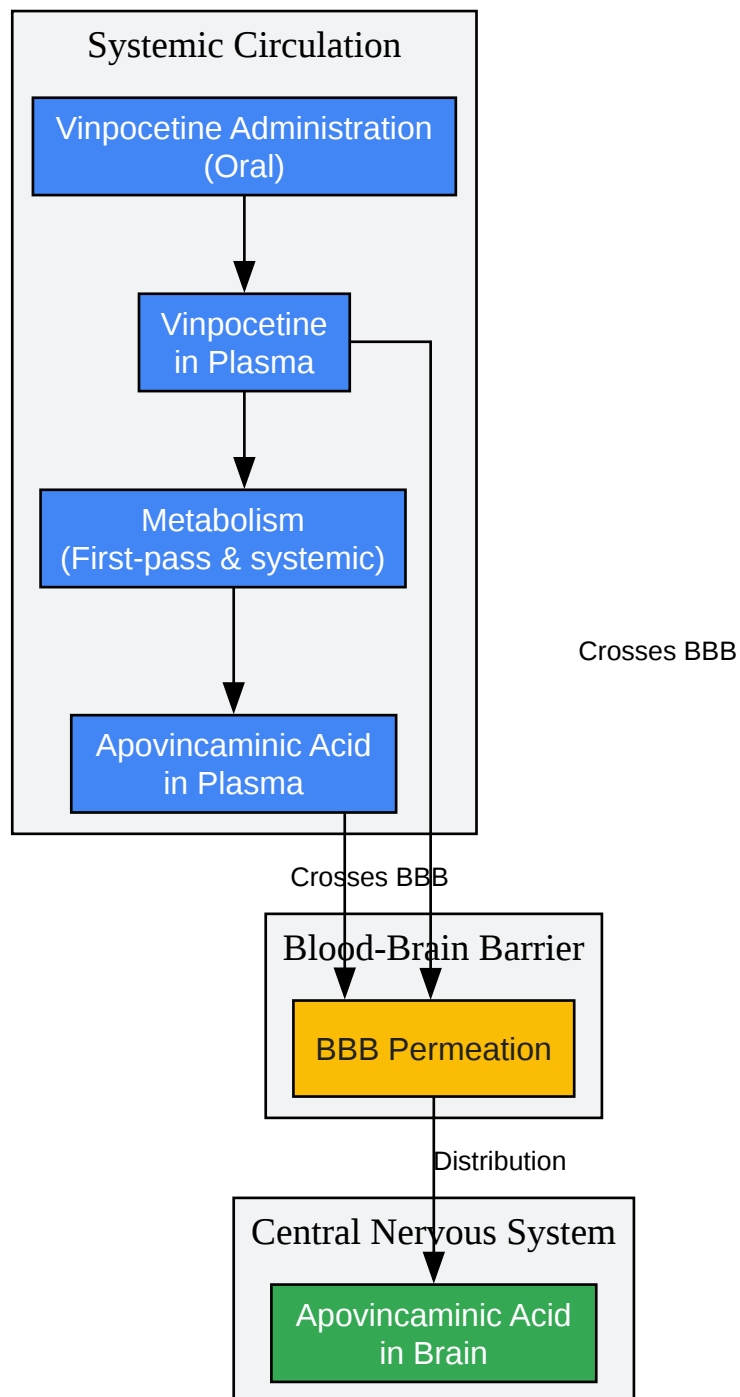 Systemic Circulation
Vinpocetine Administration
(Oral)
Vinpocetine
in Plasma
Metabolism
(First-pass & systemic)
Crosses BBB
Apovincaminic Acid
in Plasma
Crosses BBB
Blood-Brain Barrier
BBB Permeation
Distribution
Central Nervous System
Apovincaminic Acid
in Brain